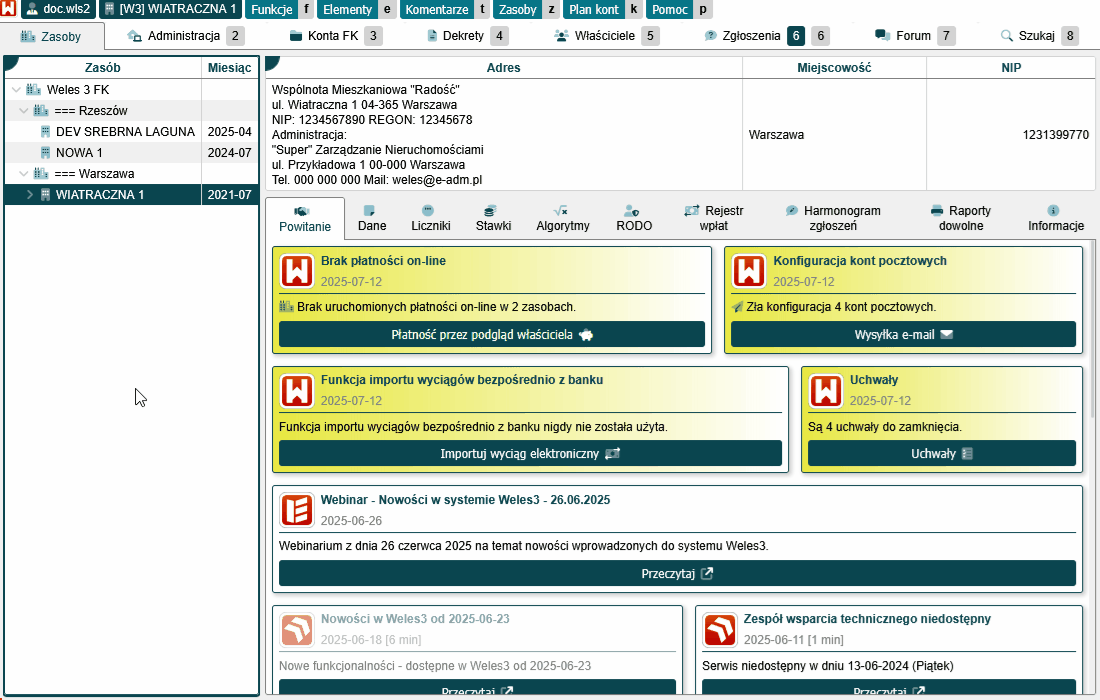 doc.wls2 [W3] WIATRACZNA 1 Funkcje f Elementy e Komentarze t Zasoby z Plan kont k Pomoc p
Zasoby Administracja 2 Konta FK 3 Dekrety 4 Właściciele 5 Zgłoszenia 6 6 Forum 7 Szukaj 8
Zasób Miesiąc
Weles 3 FK
=== Rzeszów
DEV SREBRNA LAGUNA 2025-04
NOWA 1 2024-07
=== Warszawa
WIATRACZNA 1 2021-07
Adres Miejscowość NIP
Wspólnota Mieszkaniowa "Radość"
ul. Wiatraczna 1 04-365 Warszawa
NIP: 1234567890 REGON: 12345678
Administracja:
"Super" Zarządzanie Nieruchomościami
ul. Przykładowa 1 00-000 Warszawa
Tel. 000 000 000 Mail: weles@e-adm.pl
Warszawa
1231399770
Powitanie Dane Liczniki Stawki Algorytmy RODO Rejestr wpłat Harmonogram zgłoszeń Raporty dowolne Informacje
Brak płatności on-line
2025-07-12
Brak uruchomionych płatności on-line w 2 zasobach.
Płatność przez podgląd właściciela
Konfiguracja kont pocztowych
2025-07-12
Zła konfiguracja 4 kont pocztowych.
Wysyłka e-mail
Funkcja importu wyciągów bezpośrednio z banku
2025-07-12
Funkcja importu wyciągów bezpośrednio z banku nigdy nie została użyta.
Importuj wyciąg elektroniczny
Uchwały
2025-07-12
Są 4 uchwały do zamknięcia.
Uchwały
Webinar - Nowości w systemie Weles3 - 26.06.2025
2025-06-26
Webinarium z dnia 26 czerwca 2025 na temat nowości wprowadzonych do systemu Weles3.
Przeczytaj
Nowości w Weles3 od 2025-06-23
2025-06-18 [6 min]
Nowe funkcjonalności - dostępne w Weles3 od 2025-06-23
Przeczytaj
Zespół wsparcia technicznego niedostępny
2025-06-11 [1 min]
Serwis niedostępny w dniu 13-06-2024 (Piątek)
Przeczytaj